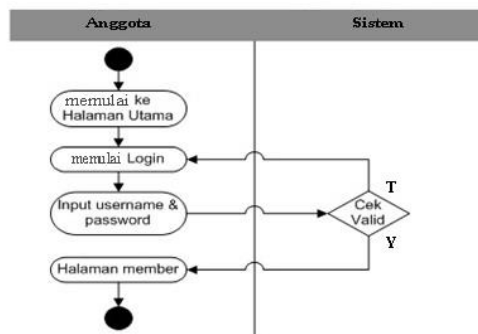 Anggota Sistem
memulai ke
Halaman Utama
memulai Login
Input username &
password
T
Cek
Valid
Y
Halaman member